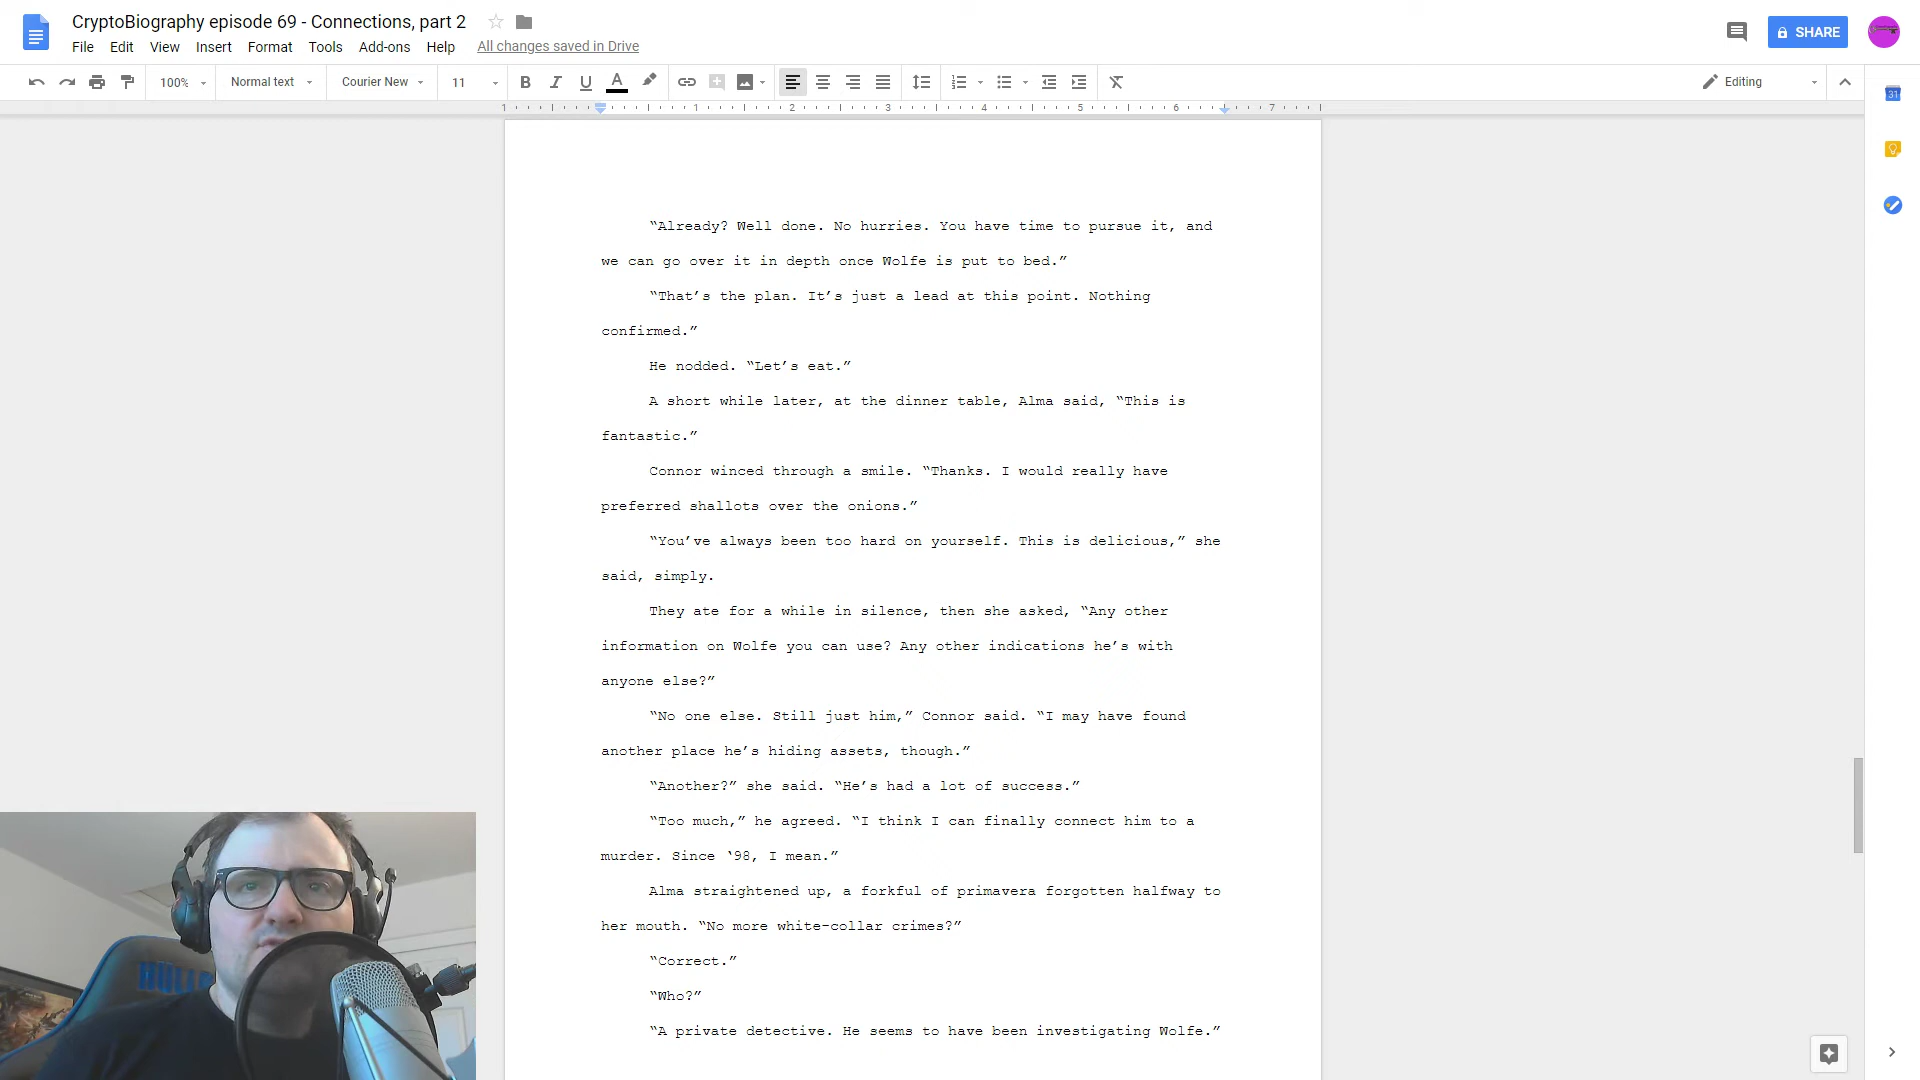 CryptoBiography episode 69 - Connections, part 2
File Edit View Insert Format Tools Add-ons Help All changes saved in Drive
SHARE
100% Normal text Courier New 11 B I U A Editing
1 1 2 3 4 5 6 7
31
“Already? Well done. No hurries. You have time to pursue it, and
we can go over it in depth once Wolfe is put to bed.”
“That’s the plan. It’s just a lead at this point. Nothing
confirmed.”
He nodded. “Let’s eat.”
A short while later, at the dinner table, Alma said, “This is
fantastic.”
Connor winced through a smile. “Thanks. I would really have
preferred shallots over the onions.”
“You’ve always been too hard on yourself. This is delicious,” she
said, simply.
They ate for a while in silence, then she asked, “Any other
information on Wolfe you can use? Any other indications he’s with
anyone else?”
“No one else. Still just him,” Connor said. “I may have found
another place he’s hiding assets, though.”
“Another?” she said. “He’s had a lot of success.”
“Too much,” he agreed. “I think I can finally connect him to a
murder. Since ‘98, I mean.”
Alma straightened up, a forkful of primavera forgotten halfway to
her mouth. “No more white-collar crimes?”
“Correct.”
“Who?”
“A private detective. He seems to have been investigating Wolfe.”